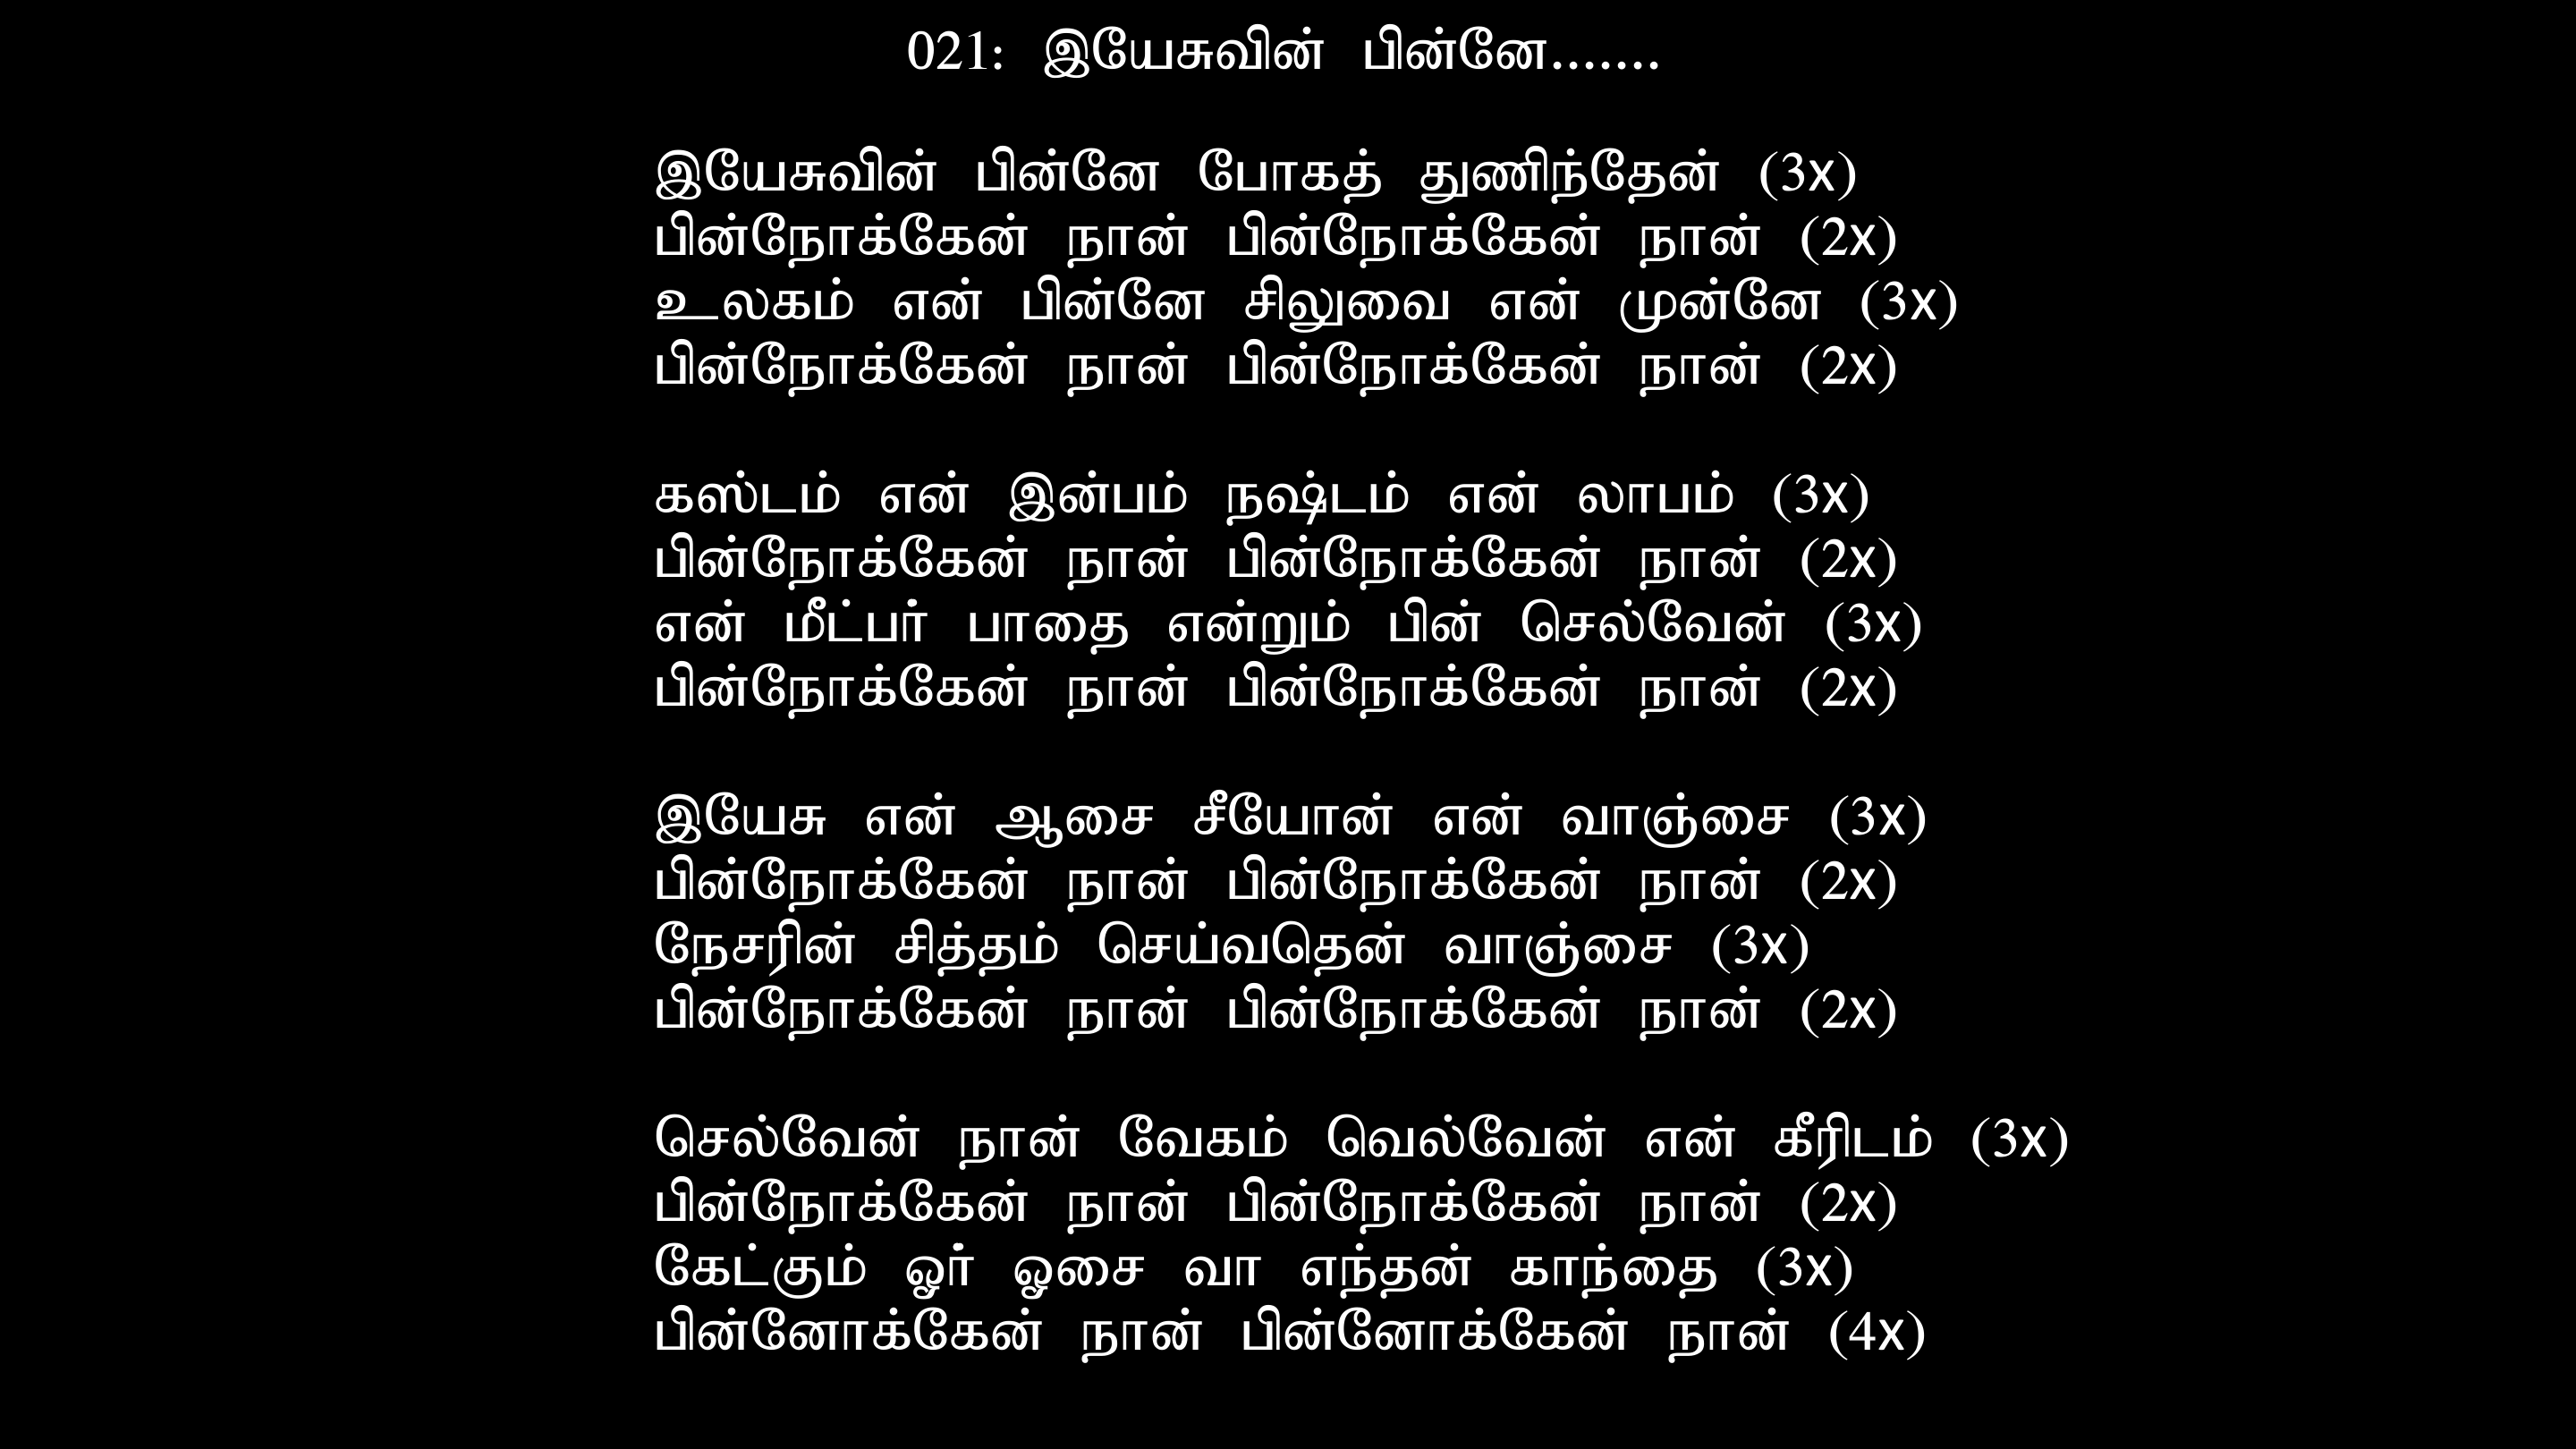 021: இயேசுவின் பின்னே.......
இயேசுவின் பின்னே போகத் துணிந்தேன் (3x)
பின்நோக்கேன் நான் பின்நோக்கேன் நான் (2x)
உலகம் என் பின்னே சிலுவை என் முன்னே (3x)
பின்நோக்கேன் நான் பின்நோக்கேன் நான் (2x)
கஸ்டம் என் இன்பம் நஷ்டம் என் லாபம் (3x)
பின்நோக்கேன் நான் பின்நோக்கேன் நான் (2x)
என் மீட்பர் பாதை என்றும் பின் செல்வேன் (3x)
பின்நோக்கேன் நான் பின்நோக்கேன் நான் (2x)
இயேசு என் ஆசை சீயோன் என் வாஞ்சை (3x)
பின்நோக்கேன் நான் பின்நோக்கேன் நான் (2x)
நேசரின் சித்தம் செய்வதென் வாஞ்சை (3x)
பின்நோக்கேன் நான் பின்நோக்கேன் நான் (2x)
செல்வேன் நான் வேகம் வெல்வேன் என் கீரிடம் (3x)
பின்நோக்கேன் நான் பின்நோக்கேன் நான் (2x)
கேட்கும் ஓர் ஓசை வா எந்தன் காந்தை (3x)
பின்னோக்கேன் நான் பின்னோக்கேன் நான் (4x)